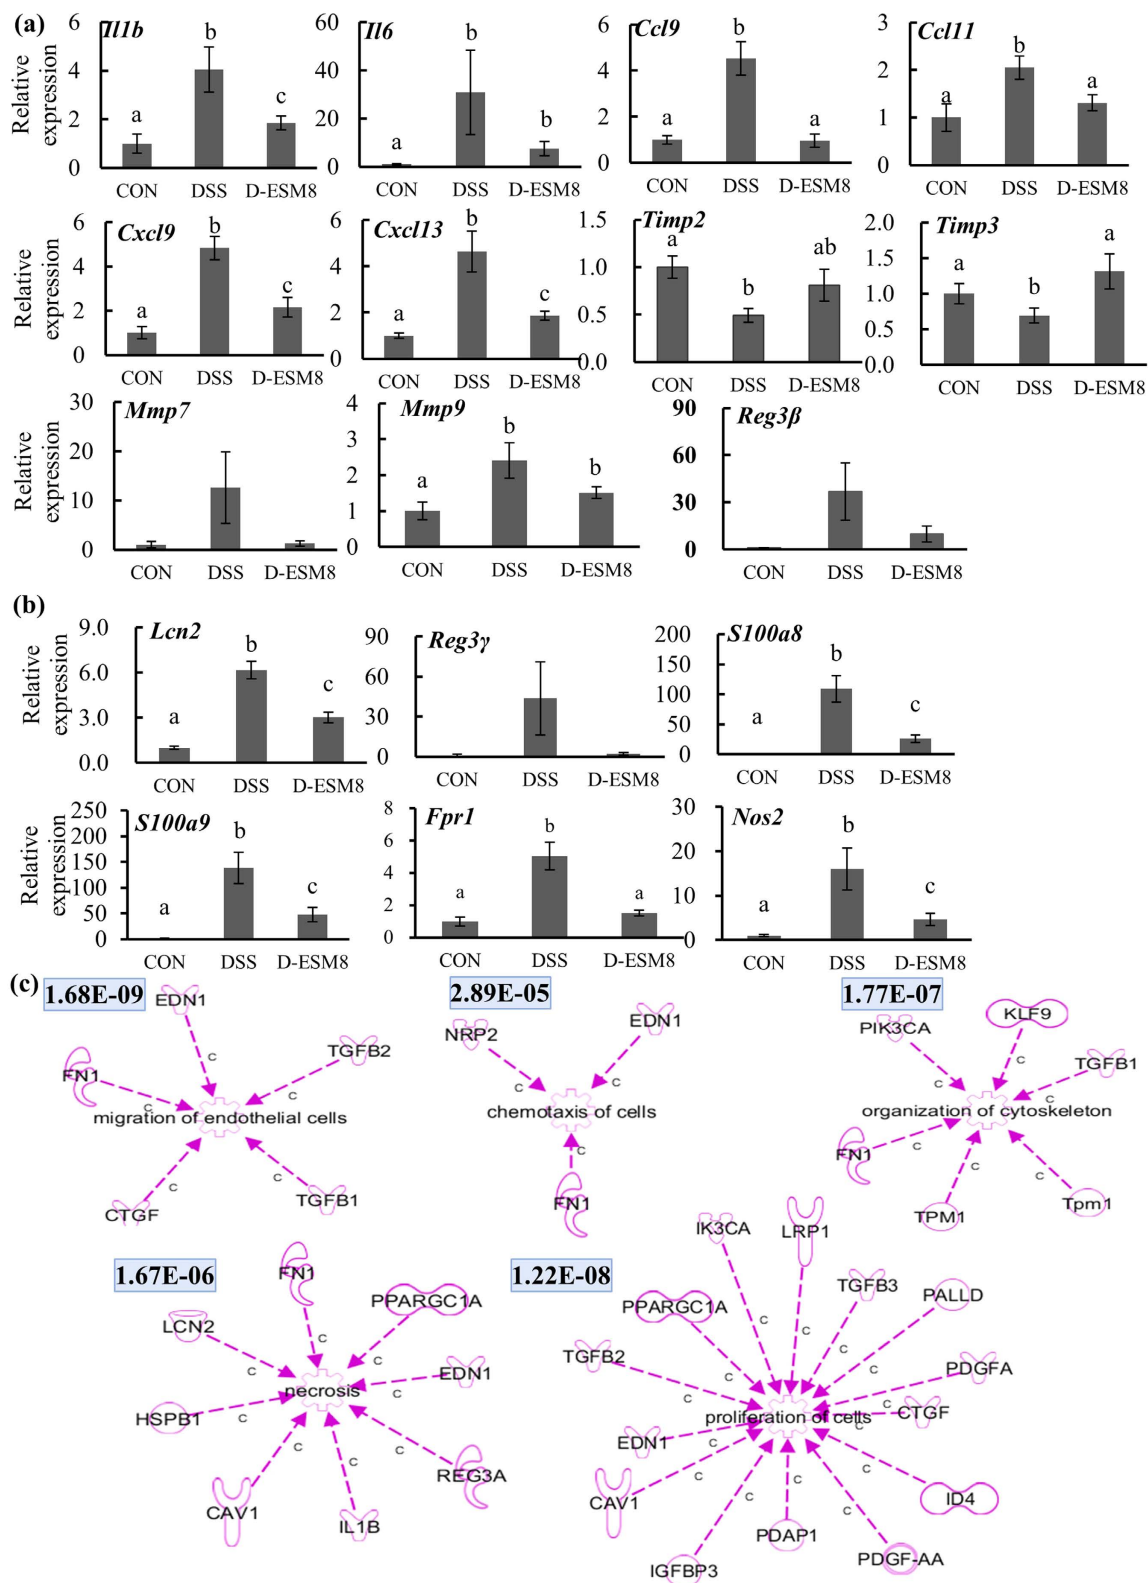 (a)
Il1b
Il6
Ccl9
Ccl11
Relative expression
6
4
2
0
a
b
c
CON
DSS
D-ESM8
60
40
20
0
a
b
b
CON
DSS
D-ESM8
6
4
2
0
a
b
a
CON
DSS
D-ESM8
3
2
1
0
a
b
a
CON
DSS
D-ESM8
Cxcl9
Cxcl13
Timp2
Timp3
Relative expression
6
4
2
0
a
b
c
CON
DSS
D-ESM8
6
4
2
0
a
b
c
CON
DSS
D-ESM8
1.5
1.0
0.5
0.0
a
b
ab
CON
DSS
D-ESM8
2.0
1.5
1.0
0.5
0.0
a
b
a
CON
DSS
D-ESM8
Mmp7
Mmp9
Reg3β
Relative expression
30
20
10
0
CON
DSS
D-ESM8
4
3
2
1
0
a
b
b
CON
DSS
D-ESM8
90
60
30
0
CON
DSS
D-ESM8
(b)
Lcn2
Reg3γ
S100a8
Relative expression
9.0
6.0
3.0
0.0
a
b
c
CON
DSS
D-ESM8
90
60
30
0
CON
DSS
D-ESM8
200
150
100
50
0
a
b
c
CON
DSS
D-ESM8
S100a9
Fpr1
Nos2
Relative expression
250
200
150
100
50
0
a
b
c
CON
DSS
D-ESM8
8
6
4
2
0
a
b
a
CON
DSS
D-ESM8
30
20
10
0
a
b
c
CON
DSS
D-ESM8
(c)
1.68E-09
EDN1
TGFB2
FN1
migration of endothelial cells
CTGF
TGFB1
c
c
c
c
c
2.89E-05
NRP2
EDN1
chemotaxis of cells
FN1
c
c
c
1.77E-07
PIK3CA
KLF9
TGFB1
organization of cytoskeleton
FN1
TPM1
Tpm1
c
c
c
c
c
c
1.67E-06
FN1
PPARGC1A
LCN2
EDN1
necrosis
HSPB1
REG3A
CAV1
IL1B
c
c
c
c
c
c
c
c
1.22E-08
IK3CA
LRP1
TGFB3
PALLD
PPARGC1A
TGFB2
PDGFA
proliferation of cells
CTGF
EDN1
CAV1
ID4
PDAP1
IGFBP3
PDGF-AA
c
c
c
c
c
c
c
c
c
c
c
c
c
c